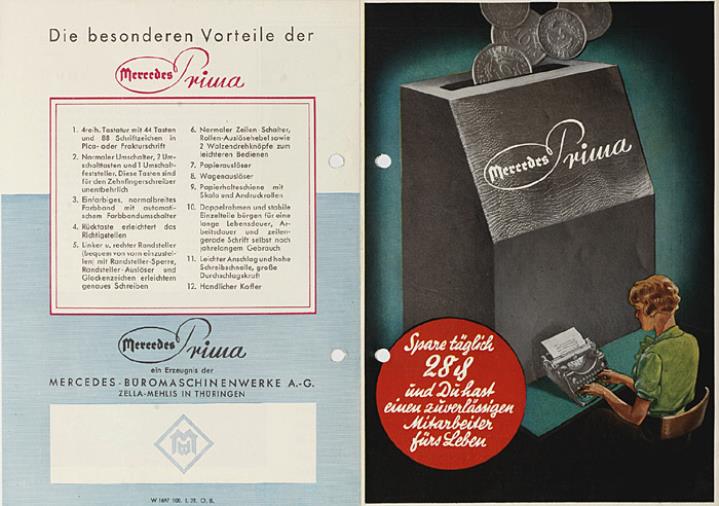 Die besonderen Vorteile der
Mercedes Prima
1. 4-reih. Tastatur mit 44 Tasten
und 88 Schriftzeichen in
Pica- oder Frakturschrift
2. Normaler Umschalter, 2 Um-
schalttasten und 1 Umschalt-
feststeller. Diese Tasten sind
für den Zehnfingerschreiber
unentbehrlich
3. Einfarbiges, normalbreites
Farbband mit automati-
schem Farbbandumschalter
4. Rücktaste erleichtert das
Richtigstellen
5. Linker u. rechter Randsteller
(bequem von vorn einzustel-
len) mit Randsteller-Sperre,
Randsteller-Auslöser und
Glockenzeichen erleichtern
genaues Schreiben
6. Normaler Zeilen-Schalter,
Rollen-Auslösehebel sowie
2 Walzendrehknöpfe zum
leichteren Bedienen
7. Papierauslöser
8. Wagenauslöser
9. Papierhalteschiene mit
Skala und Andruckrollen
10. Doppelrahmen und stabile
Einzelteile bürgen für eine
lange Lebensdauer, Ar-
beitsdauer und zeilen-
gerade Schrift selbst nach
jahrelangem Gebrauch
11. Leichter Anschlag und hohe
Schreibschnelle, große
Durchschlagskraft
12. Handlicher Koffer
Mercedes Prima
ein Erzeugnis der
MERCEDES-BÜROMASCHINENWERKE A.-G.
ZELLA-MEHLIS IN THÜRINGEN
Mercedes Prima
Spare täglich
28 ₰
und Du hast
einen zuverlässigen
Mitarbeiter
fürs Leben